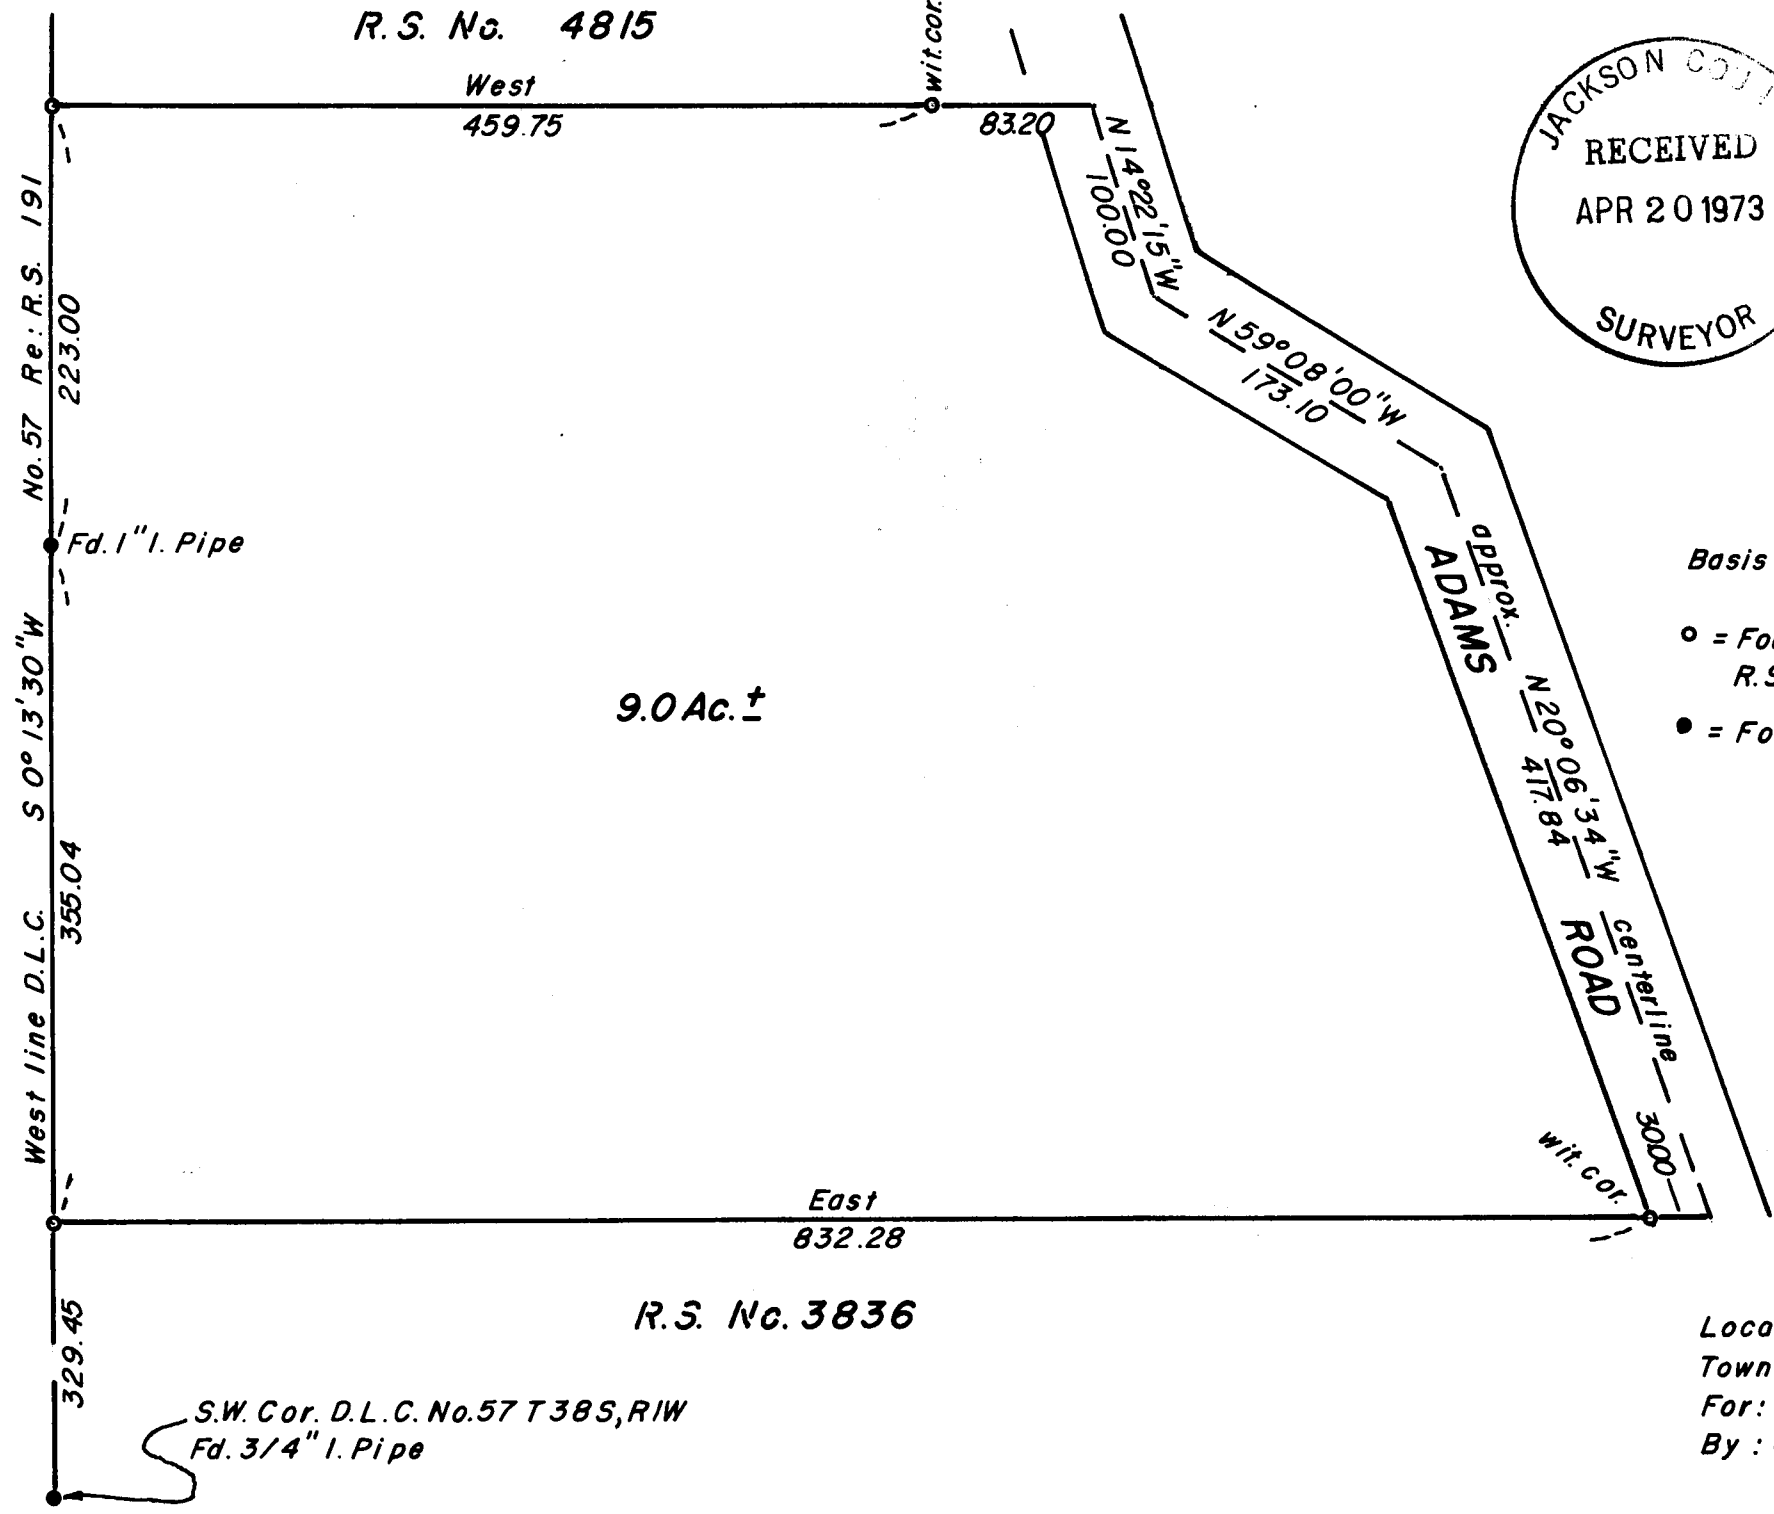 R.S. No. 4815
wit.cor.
West
459.75
83.20
JACKSON
RECEIVED
APR 20 1973
SURVEYOR
N 14°22'15"W
100.00
N 59°08'00"W
173.10
West line D.L.C. No.57 Re: R.S. 191
S 0° 13' 30" W
223.00
Fd. 1" I. Pipe
355.04
9.0 Ac. ±
approx. centerline
ADAMS ROAD
N 20°06'34"W
417.84
Basis
= Fo
R.S
= Fo
wit. cor.
30.00
East
832.28
R.S. No. 3836
329.45
S.W. Cor. D.L.C. No.57 T38S, R1W
Fd. 3/4" I. Pipe
Loca
Town
For:
By :